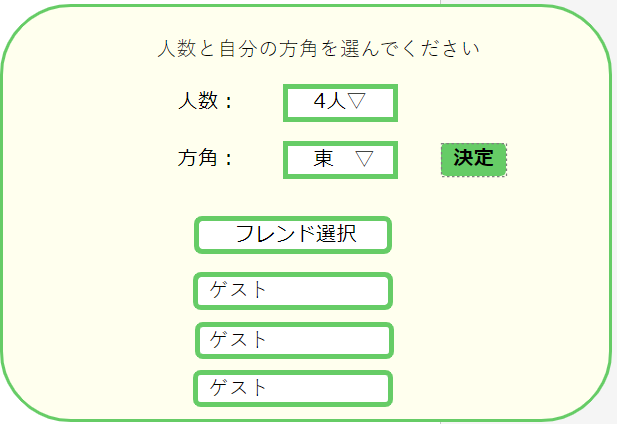 人数と自分の方角を選んでください
人数： 4人▽
方角： 東　▽ 決定
フレンド選択
ゲスト
ゲスト
ゲスト